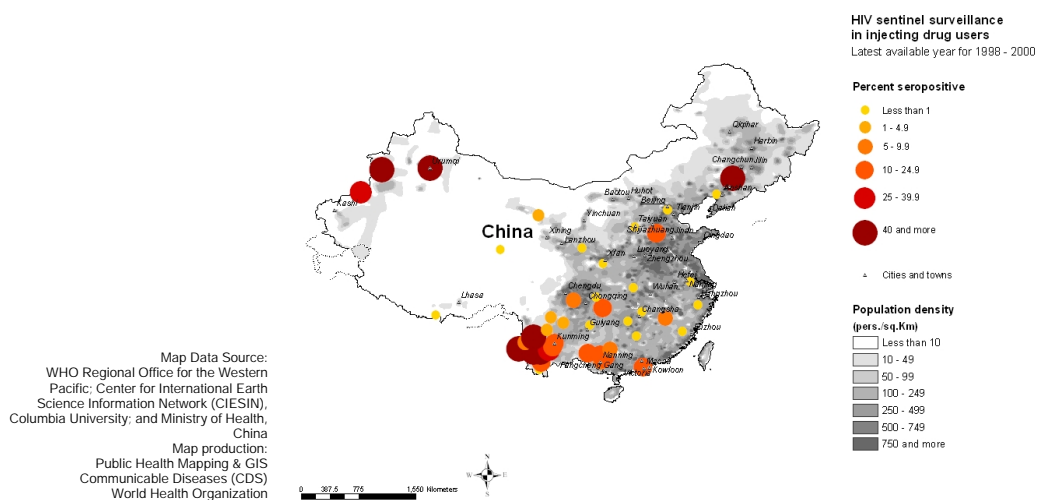 HIV sentinel surveillance
in injecting drug users
Latest available year for 1998 - 2000
Percent seropositive
Less than 1
1 - 4.9
5 - 9.9
10 - 24.9
25 - 39.9
40 and more
Cities and towns
Population density
(pers./sq.Km)
Less than 10
10 - 49
50 - 99
100 - 249
250 - 499
500 - 749
750 and more
Qiqihar
Harbin
Changchun Jilin
Anshan
Urumqi
Kashi
Baotou
Huhot
Beijing
Tianjin
Dalian
Yinchuan
Taiyuan
Shijiazhuang
Jinan
Qingdao
China
Xining
Lanzhou
Luoyang
Zhengzhou
Xian
Hefei
Nanjing
Hangzhou
Lhasa
Chengdu
Wuhan
Chongqing
Changsha
Guiyang
Fuzhou
Kunming
Nanning
Macau
Kowloon
Victoria
Fangcheng Gang
Map Data Source:
WHO Regional Office for the Western
Pacific; Center for International Earth
Science Information Network (CIESIN),
Columbia University; and Ministry of Health,
China
Map production:
Public Health Mapping & GIS
Communicable Diseases (CDS)
World Health Organization
N
W
E
S
0
387.5
775
1,550 Kilometers